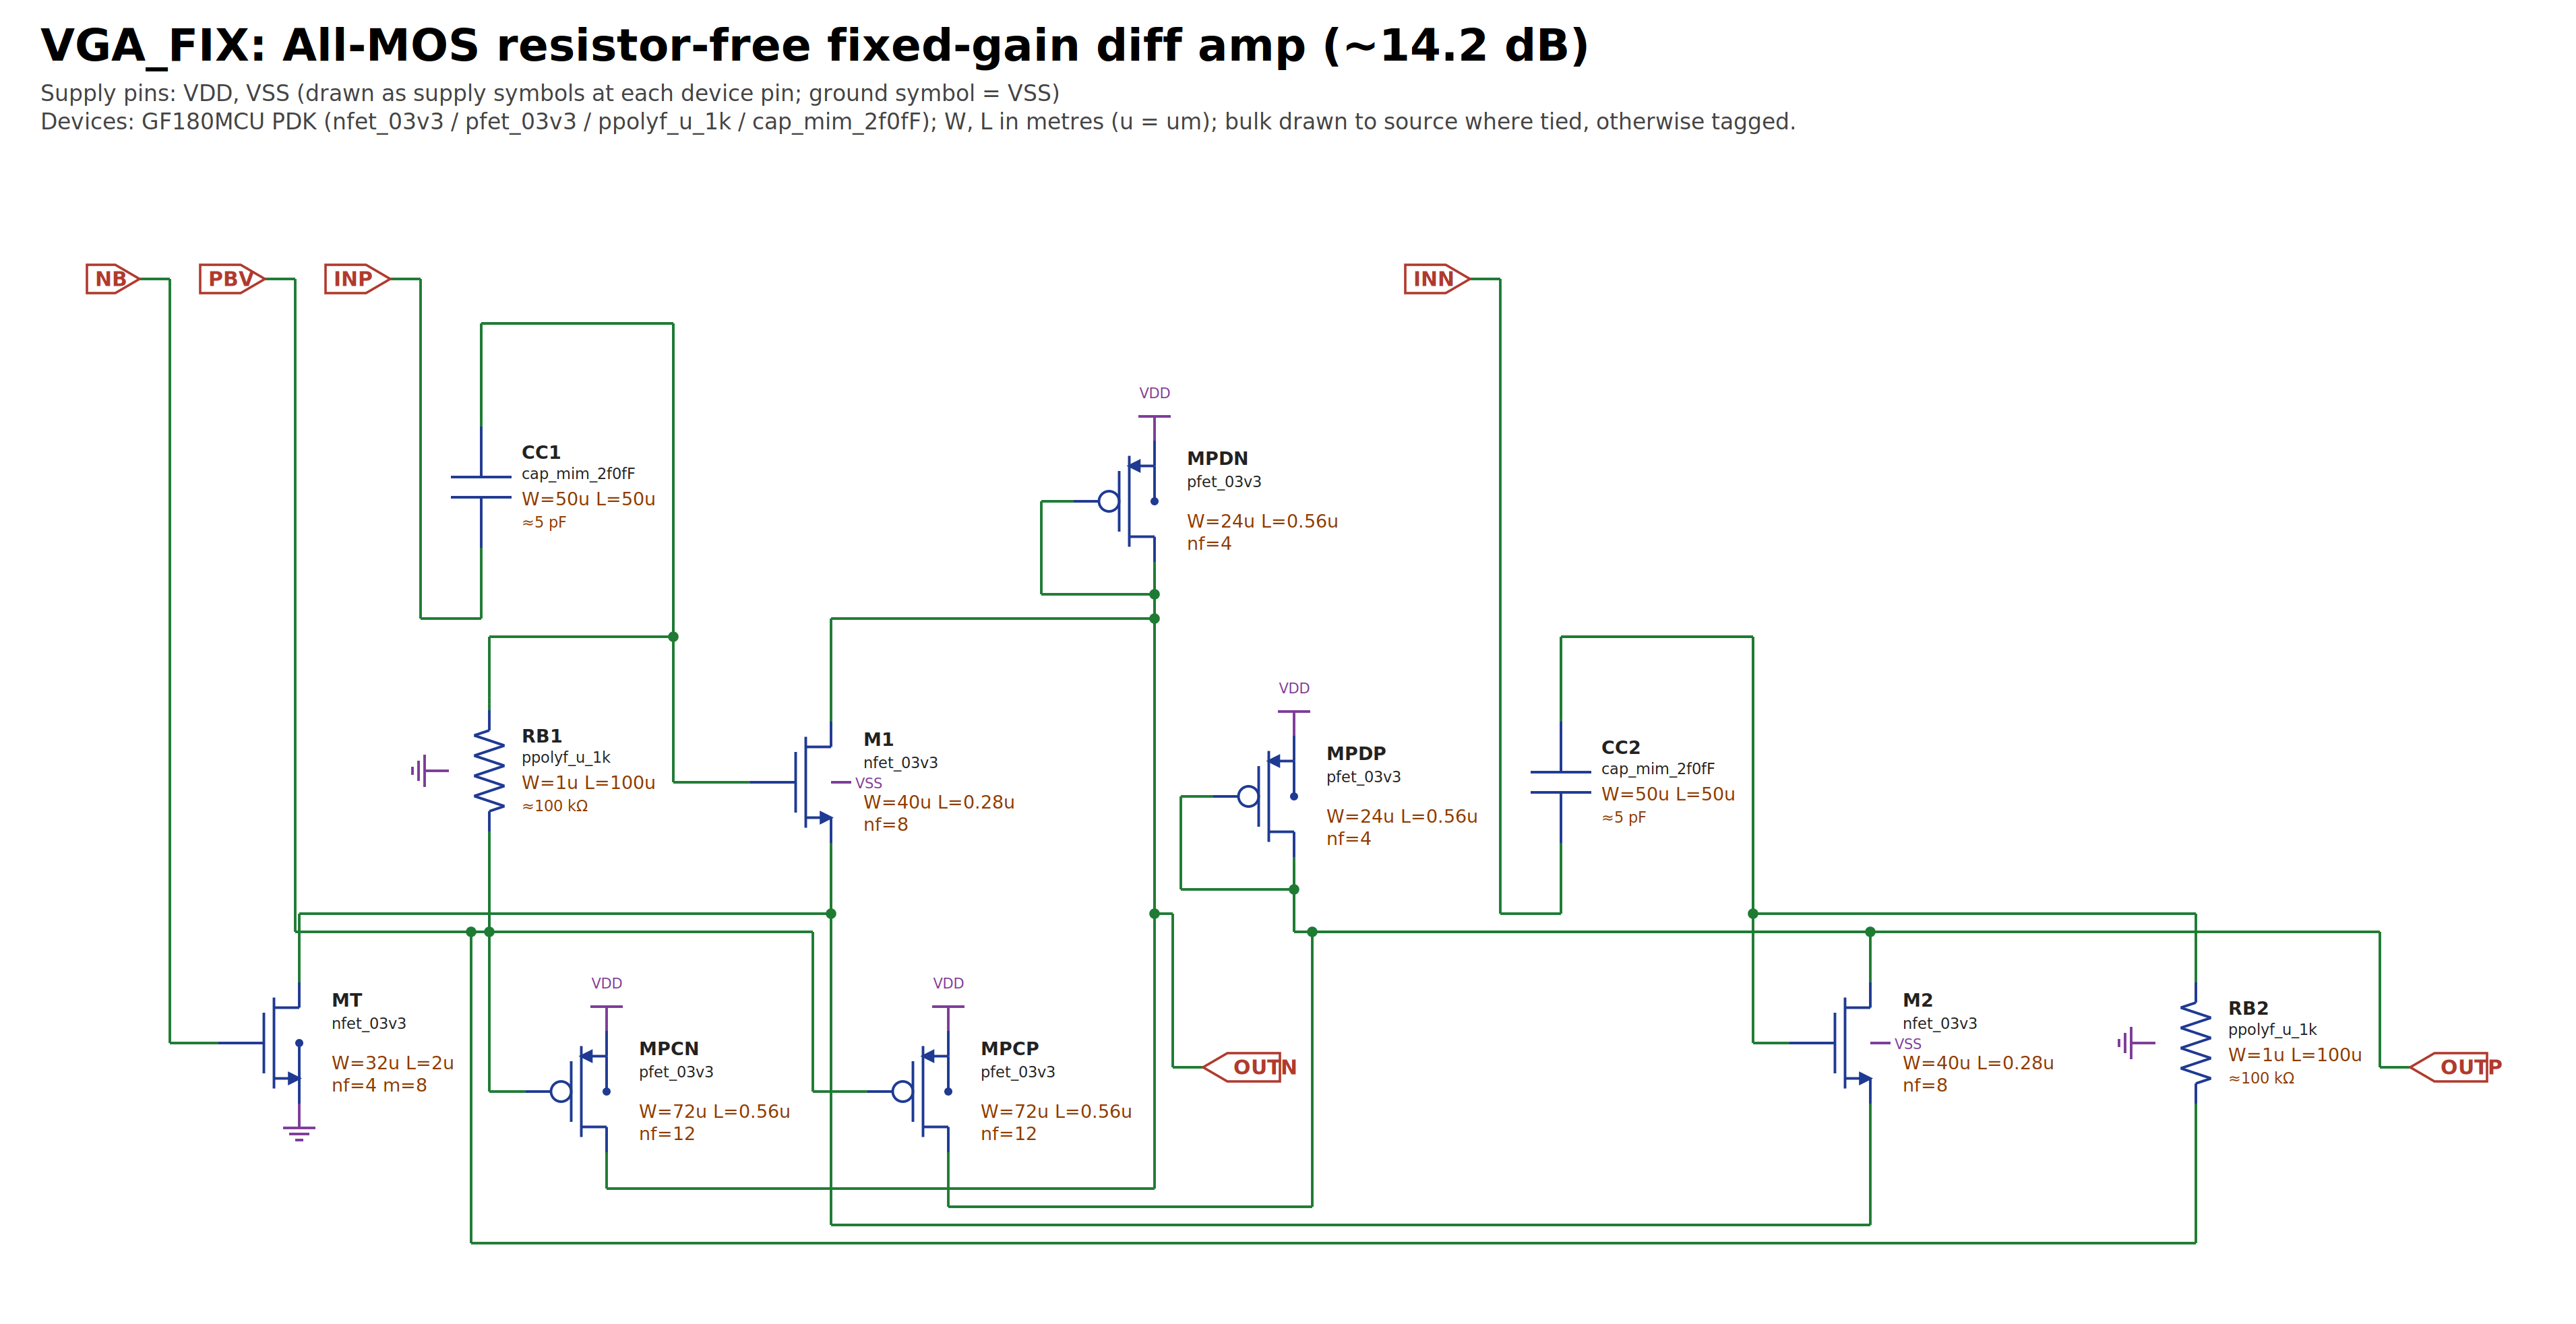 VGA_FIX: All-MOS resistor-free fixed-gain diff amp (~14.2 dB)
Supply pins: VDD, VSS (drawn as supply symbols at each device pin; ground symbol = VSS)
Devices: GF180MCU PDK (nfet_03v3 / pfet_03v3 / ppolyf_u_1k / cap_mim_2f0fF); W, L in metres (u = um); bulk drawn to source where tied, otherwise tagged.
NB
PBV
INP
INN
VDD
CC1
cap_mim_2f0fF
W=50u L=50u
≈5 pF
MPDN
pfet_03v3
W=24u L=0.56u
nf=4
VDD
RB1
ppolyf_u_1k
W=1u L=100u
≈100 kΩ
M1
nfet_03v3
VSS
W=40u L=0.28u
nf=8
MPDP
pfet_03v3
W=24u L=0.56u
nf=4
CC2
cap_mim_2f0fF
W=50u L=50u
≈5 pF
MT
nfet_03v3
W=32u L=2u
nf=4 m=8
VDD
MPCN
pfet_03v3
W=72u L=0.56u
nf=12
VDD
MPCP
pfet_03v3
W=72u L=0.56u
nf=12
OUTN
M2
nfet_03v3
VSS
W=40u L=0.28u
nf=8
RB2
ppolyf_u_1k
W=1u L=100u
≈100 kΩ
OUTP